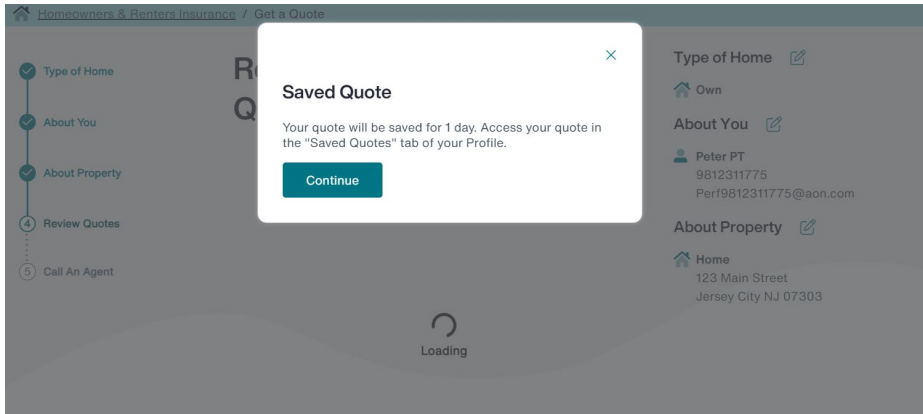 Homeowners & Renters Insurance / Get a Quote
Type of Home
About You
About Property
4 Review Quotes
5 Call An Agent
Saved Quote
Your quote will be saved for 1 day. Access your quote in
the "Saved Quotes" tab of your Profile.
Continue
Loading
Type of Home
Own
About You
Peter PT
9812311775
Perf9812311775@aon.com
About Property
Home
123 Main Street
Jersey City NJ 07303